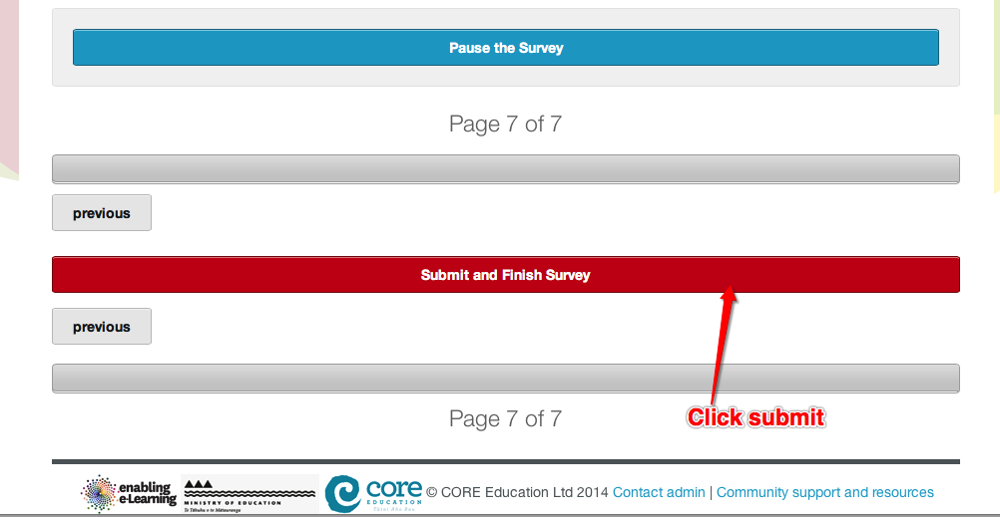 Pause the Survey
Page 7 of 7
previous
Submit and Finish Survey
previous
Page 7 of 7
Click submit
enabling
e-Learning
MINISTRY OF EDUCATION
Te Tāhuhu o te Mātauranga
core
EDUCATION
Tātai Aho Rau
© CORE Education Ltd 2014 Contact admin | Community support and resources